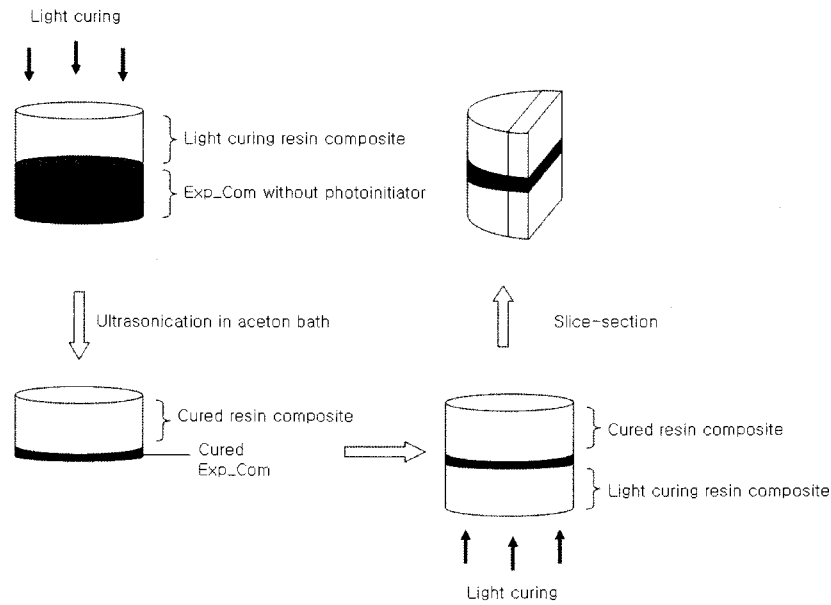 Light curing
Light curing resin composite
Exp_Com without photoinitiator
Ultrasonication in aceton bath
Slice-section
Cured resin composite
Cured
Exp_Com
Cured resin composite
Light curing resin composite
Light curing